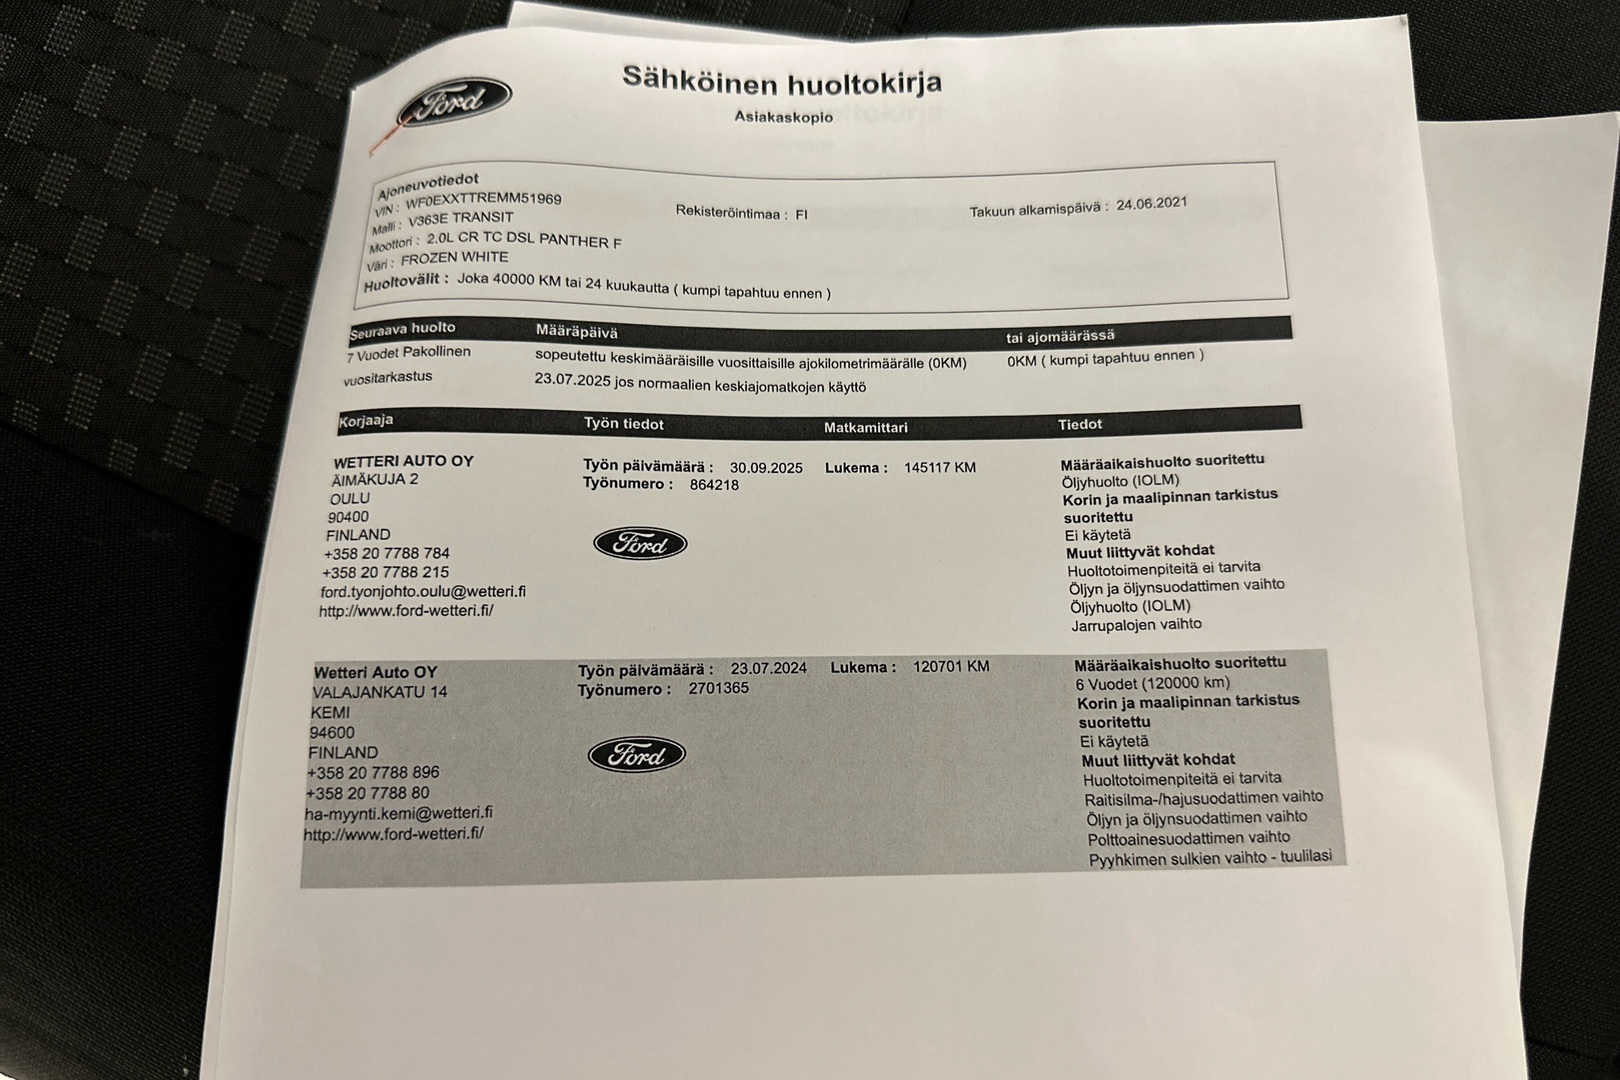 Ford
Sähköinen huoltokirja
Asiakaskopio
Ajoneuvotiedot
VIN : WF0EXXTTREMM51969
Rekisteröintimaa : FI
Takuun alkamispäivä : 24.06.2021
Malli : V363E TRANSIT
Moottori : 2.0L CR TC DSL PANTHER F
Väri : FROZEN WHITE
Huoltovälit : Joka 40000 KM tai 24 kuukautta ( kumpi tapahtuu ennen )
Seuraava huolto Määräpäivä tai ajomäärässä
7 Vuodet Pakollinen sopeutettu keskimääräisille vuosittaisille ajokilometrimäärälle (0KM) 0KM ( kumpi tapahtuu ennen )
vuositarkastus 23.07.2025 jos normaalien keskiajomatkojen käyttö
Korjaaja Työn tiedot Matkamittari Tiedot
WETTERI AUTO OY Työn päivämäärä : 30.09.2025 Lukema : 145117 KM Määräaikaishuolto suoritettu
ÄIMÄKUJA 2 Työnumero : 864218 Öljyhuolto (IOLM)
OULU Korin ja maalipinnan tarkistus
90400 suoritettu
FINLAND Ford Ei käytetä
+358 20 7788 784 Muut liittyvät kohdat
+358 20 7788 215 Huoltotoimenpiteitä ei tarvita
ford.tyonjohto.oulu@wetteri.fi Öljyn ja öljynsuodattimen vaihto
http://www.ford-wetteri.fi/ Öljyhuolto (IOLM)
Jarrupalojen vaihto
Wetteri Auto OY Työn päivämäärä : 23.07.2024 Lukema : 120701 KM Määräaikaishuolto suoritettu
VALAJANKATU 14 Työnumero : 2701365 6 Vuodet (120000 km)
KEMI Korin ja maalipinnan tarkistus
94600 suoritettu
FINLAND Ford Ei käytetä
+358 20 7788 896 Muut liittyvät kohdat
+358 20 7788 80 Huoltotoimenpiteitä ei tarvita
ha-myynti.kemi@wetteri.fi Raitisilma-/hajusuodattimen vaihto
http://www.ford-wetteri.fi/ Öljyn ja öljynsuodattimen vaihto
Polttoainesuodattimen vaihto
Pyyhkimen sulkien vaihto - tuulilasi